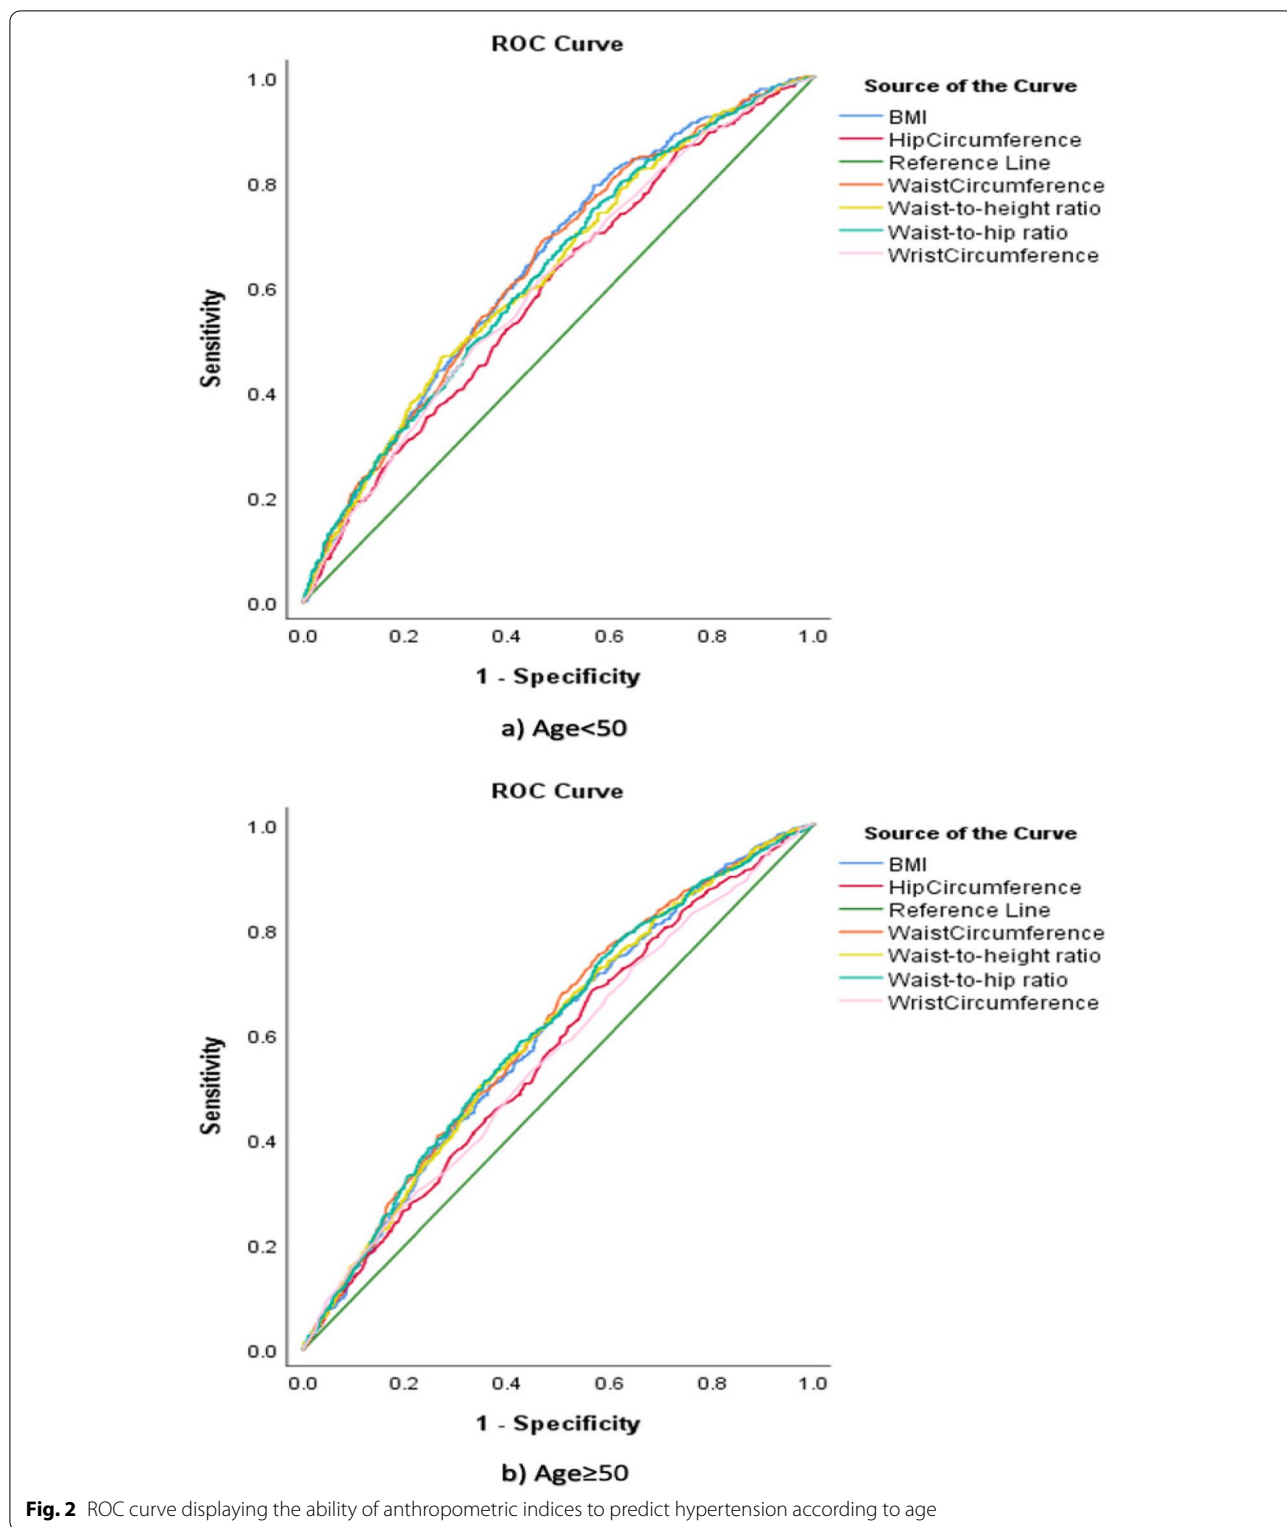 ROC Curve
Source of the Curve
BMI
HipCircumference
Reference Line
WaistCircumference
Waist-to-height ratio
Waist-to-hip ratio
WristCircumference
Sensitivity
1.0
0.8
0.6
0.4
0.2
0.0
0.0 0.2 0.4 0.6 0.8 1.0
1 - Specificity
a) Age<50
ROC Curve
Source of the Curve
BMI
HipCircumference
Reference Line
WaistCircumference
Waist-to-height ratio
Waist-to-hip ratio
WristCircumference
Sensitivity
1.0
0.8
0.6
0.4
0.2
0.0
0.0 0.2 0.4 0.6 0.8 1.0
1 - Specificity
b) Age≥50
Fig. 2 ROC curve displaying the ability of anthropometric indices to predict hypertension according to age